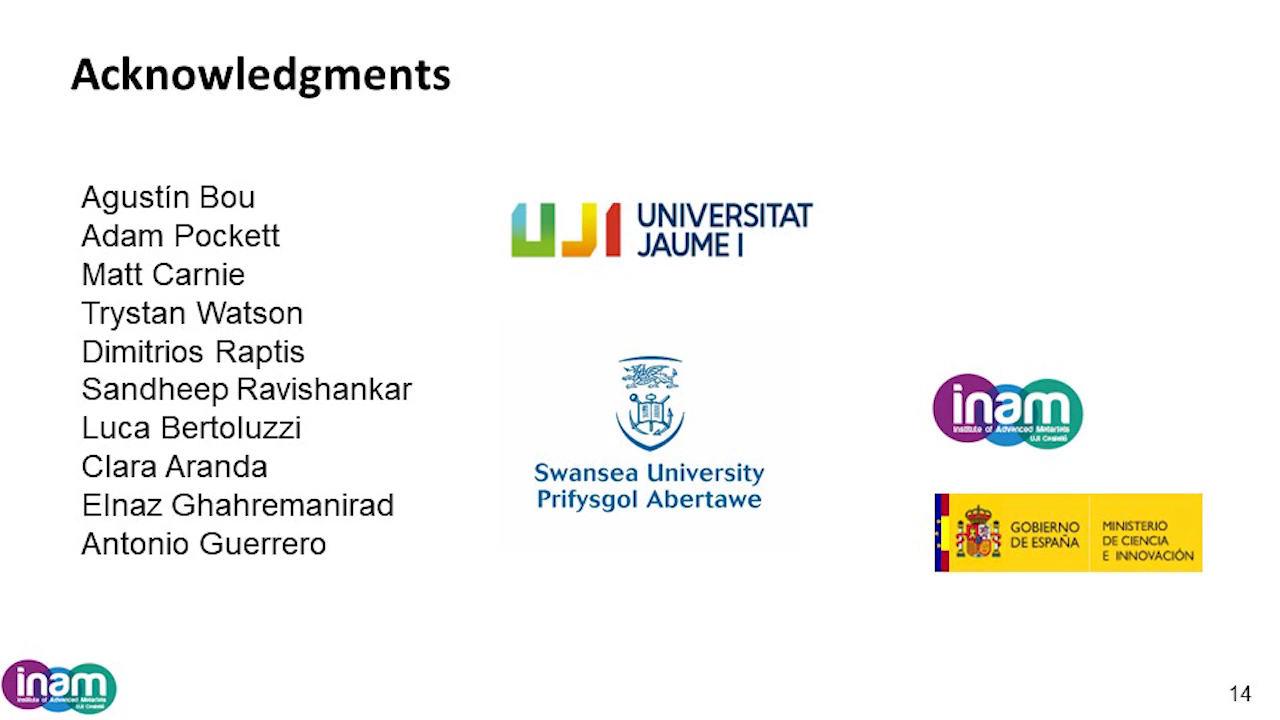 Acknowledgments
Agustín Bou
Adam Pockett
Matt Carnie
Trystan Watson
Dimitrios Raptis
Sandheep Ravishankar
Luca Bertoluzzi
Clara Aranda
Elnaz Ghahremanirad
Antonio Guerrero
UJI
UNIVERSITAT
JAUME I
Swansea University
Prifysgol Abertawe
inam
Institute of Advanced Materials
UJI Castelló
GOBIERNO
DE ESPAÑA
MINISTERIO
DE CIENCIA
E INNOVACIÓN
inam
Institute of Advanced Materials
UJI Castelló
14